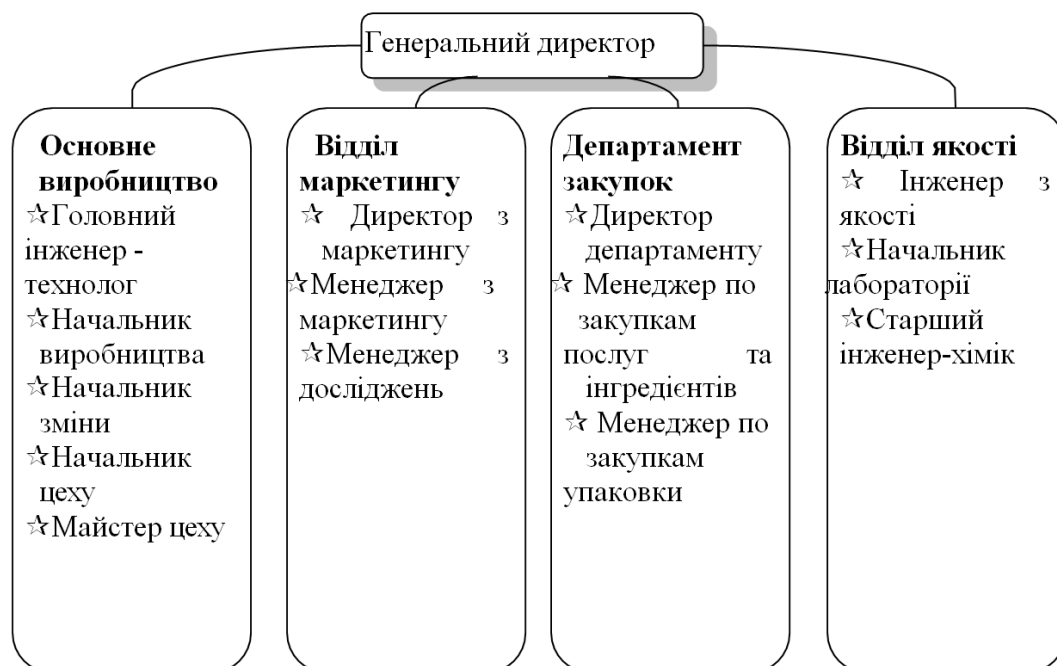 Генеральний директор
Основне
виробництво
☆Головний
інженер -
технолог
☆Начальник
виробництва
☆Начальник
зміни
☆Начальник
цеху
☆Майстер цеху
Відділ
маркетингу
☆ Директор з
маркетингу
☆Менеджер з
маркетингу
☆Менеджер з
досліджень
Департамент
закупок
☆Директор
департаменту
☆ Менеджер по
закупкам
послуг та
інгредієнтів
☆ Менеджер по
закупкам
упаковки
Відділ якості
☆ Інженер з
якості
☆Начальник
лабораторії
☆Старший
інженер-хімік